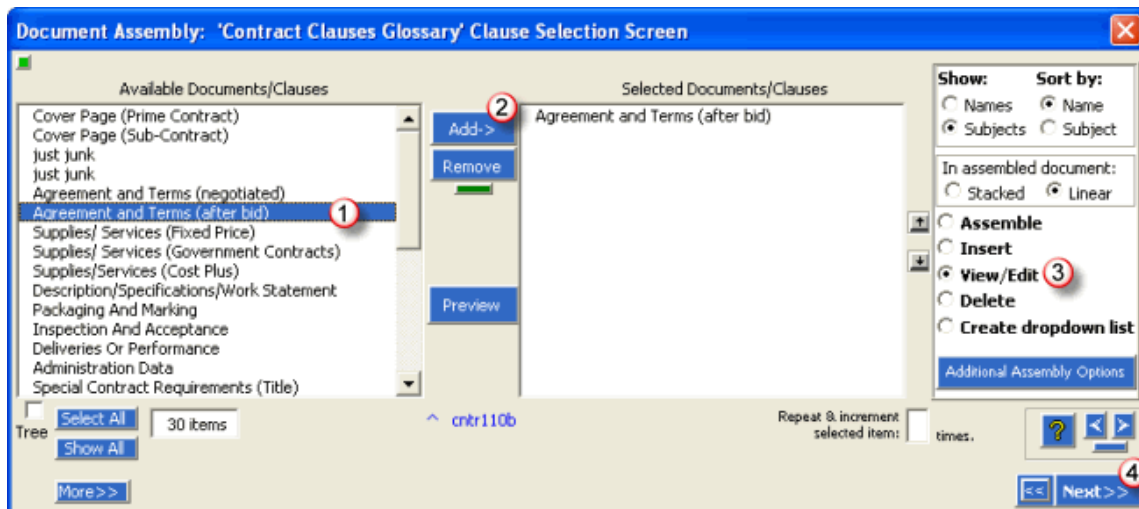 Document Assembly: 'Contract Clauses Glossary' Clause Selection Screen
Available Documents/Clauses
Cover Page (Prime Contract)
Cover Page (Sub-Contract)
just junk
just junk
Agreement and Terms (negotiated)
Agreement and Terms (after bid)
1
Supplies/ Services (Fixed Price)
Supplies/ Services (Government Contracts)
Supplies/Services (Cost Plus)
Description/Specifications/Work Statement
Packaging And Marking
Inspection And Acceptance
Deliveries Or Performance
Administration Data
Special Contract Requirements (Title)
2
Add->
Remove
Preview
Selected Documents/Clauses
Agreement and Terms (after bid)
Show: Sort by:
Names Name
Subjects Subject
In assembled document:
Stacked Linear
Assemble
Insert
View/Edit 3
Delete
Create dropdown list
Additional Assembly Options
Tree
Select All
30 items
Show All
More>>
^ cntr110b
Repeat & increment
selected item: times.
?
< >
4
<< Next>>